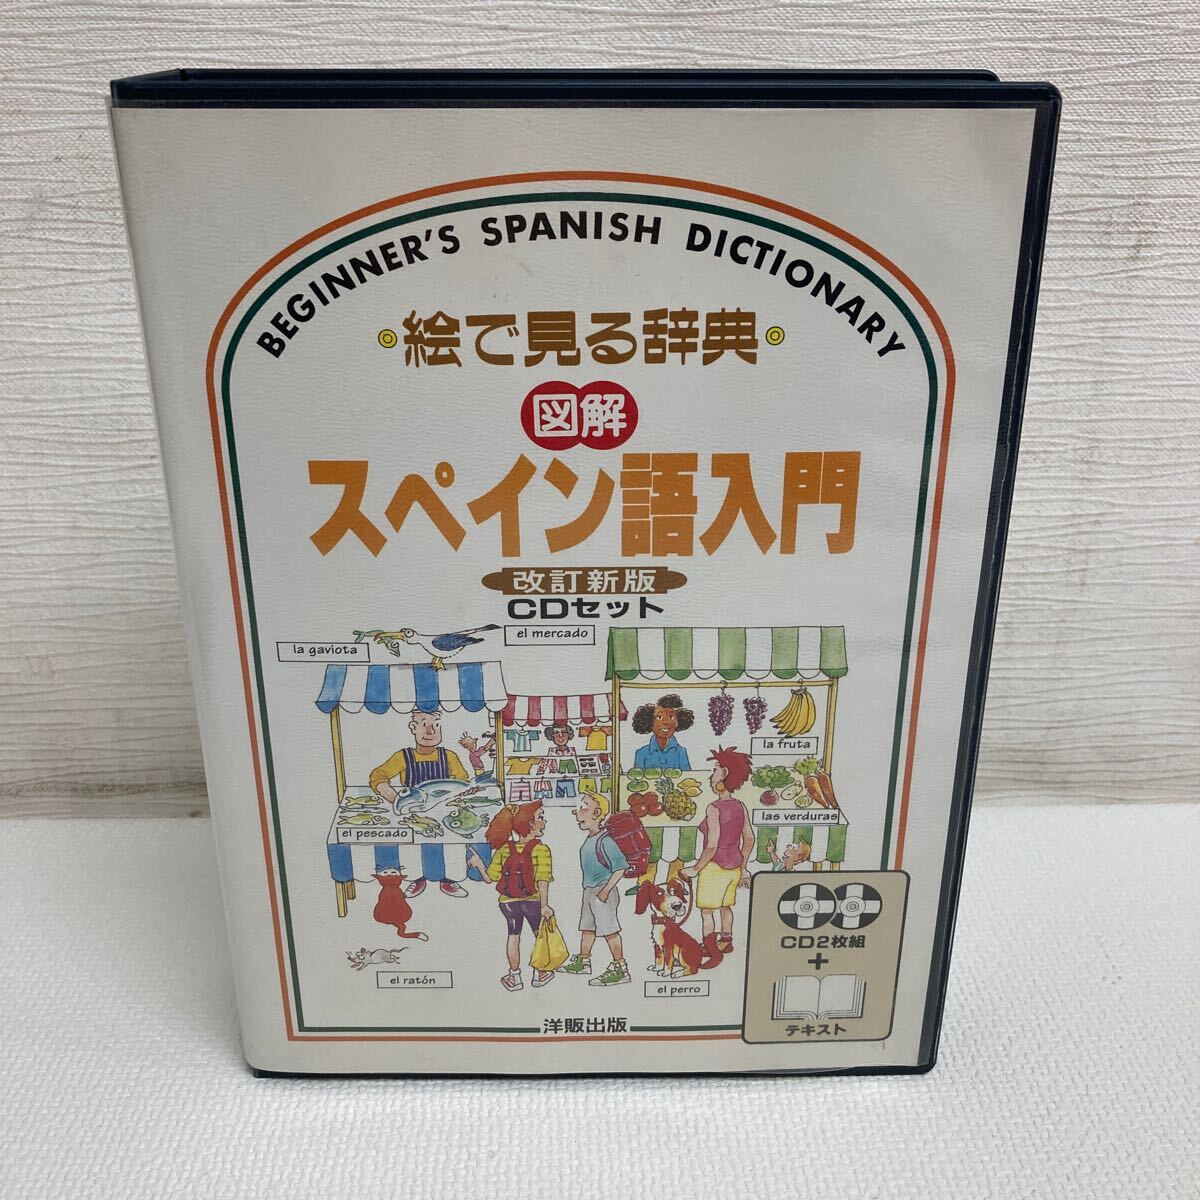 BEGINNER'S SPANISH DICTIONARY
絵で見る辞典
図解
スペイン語入門
改訂新版
CDセット
la gaviota
el mercado
la fruta
las verduras
el pescado
el ratón
el perro
CD2枚組
+
テキスト
洋販出版